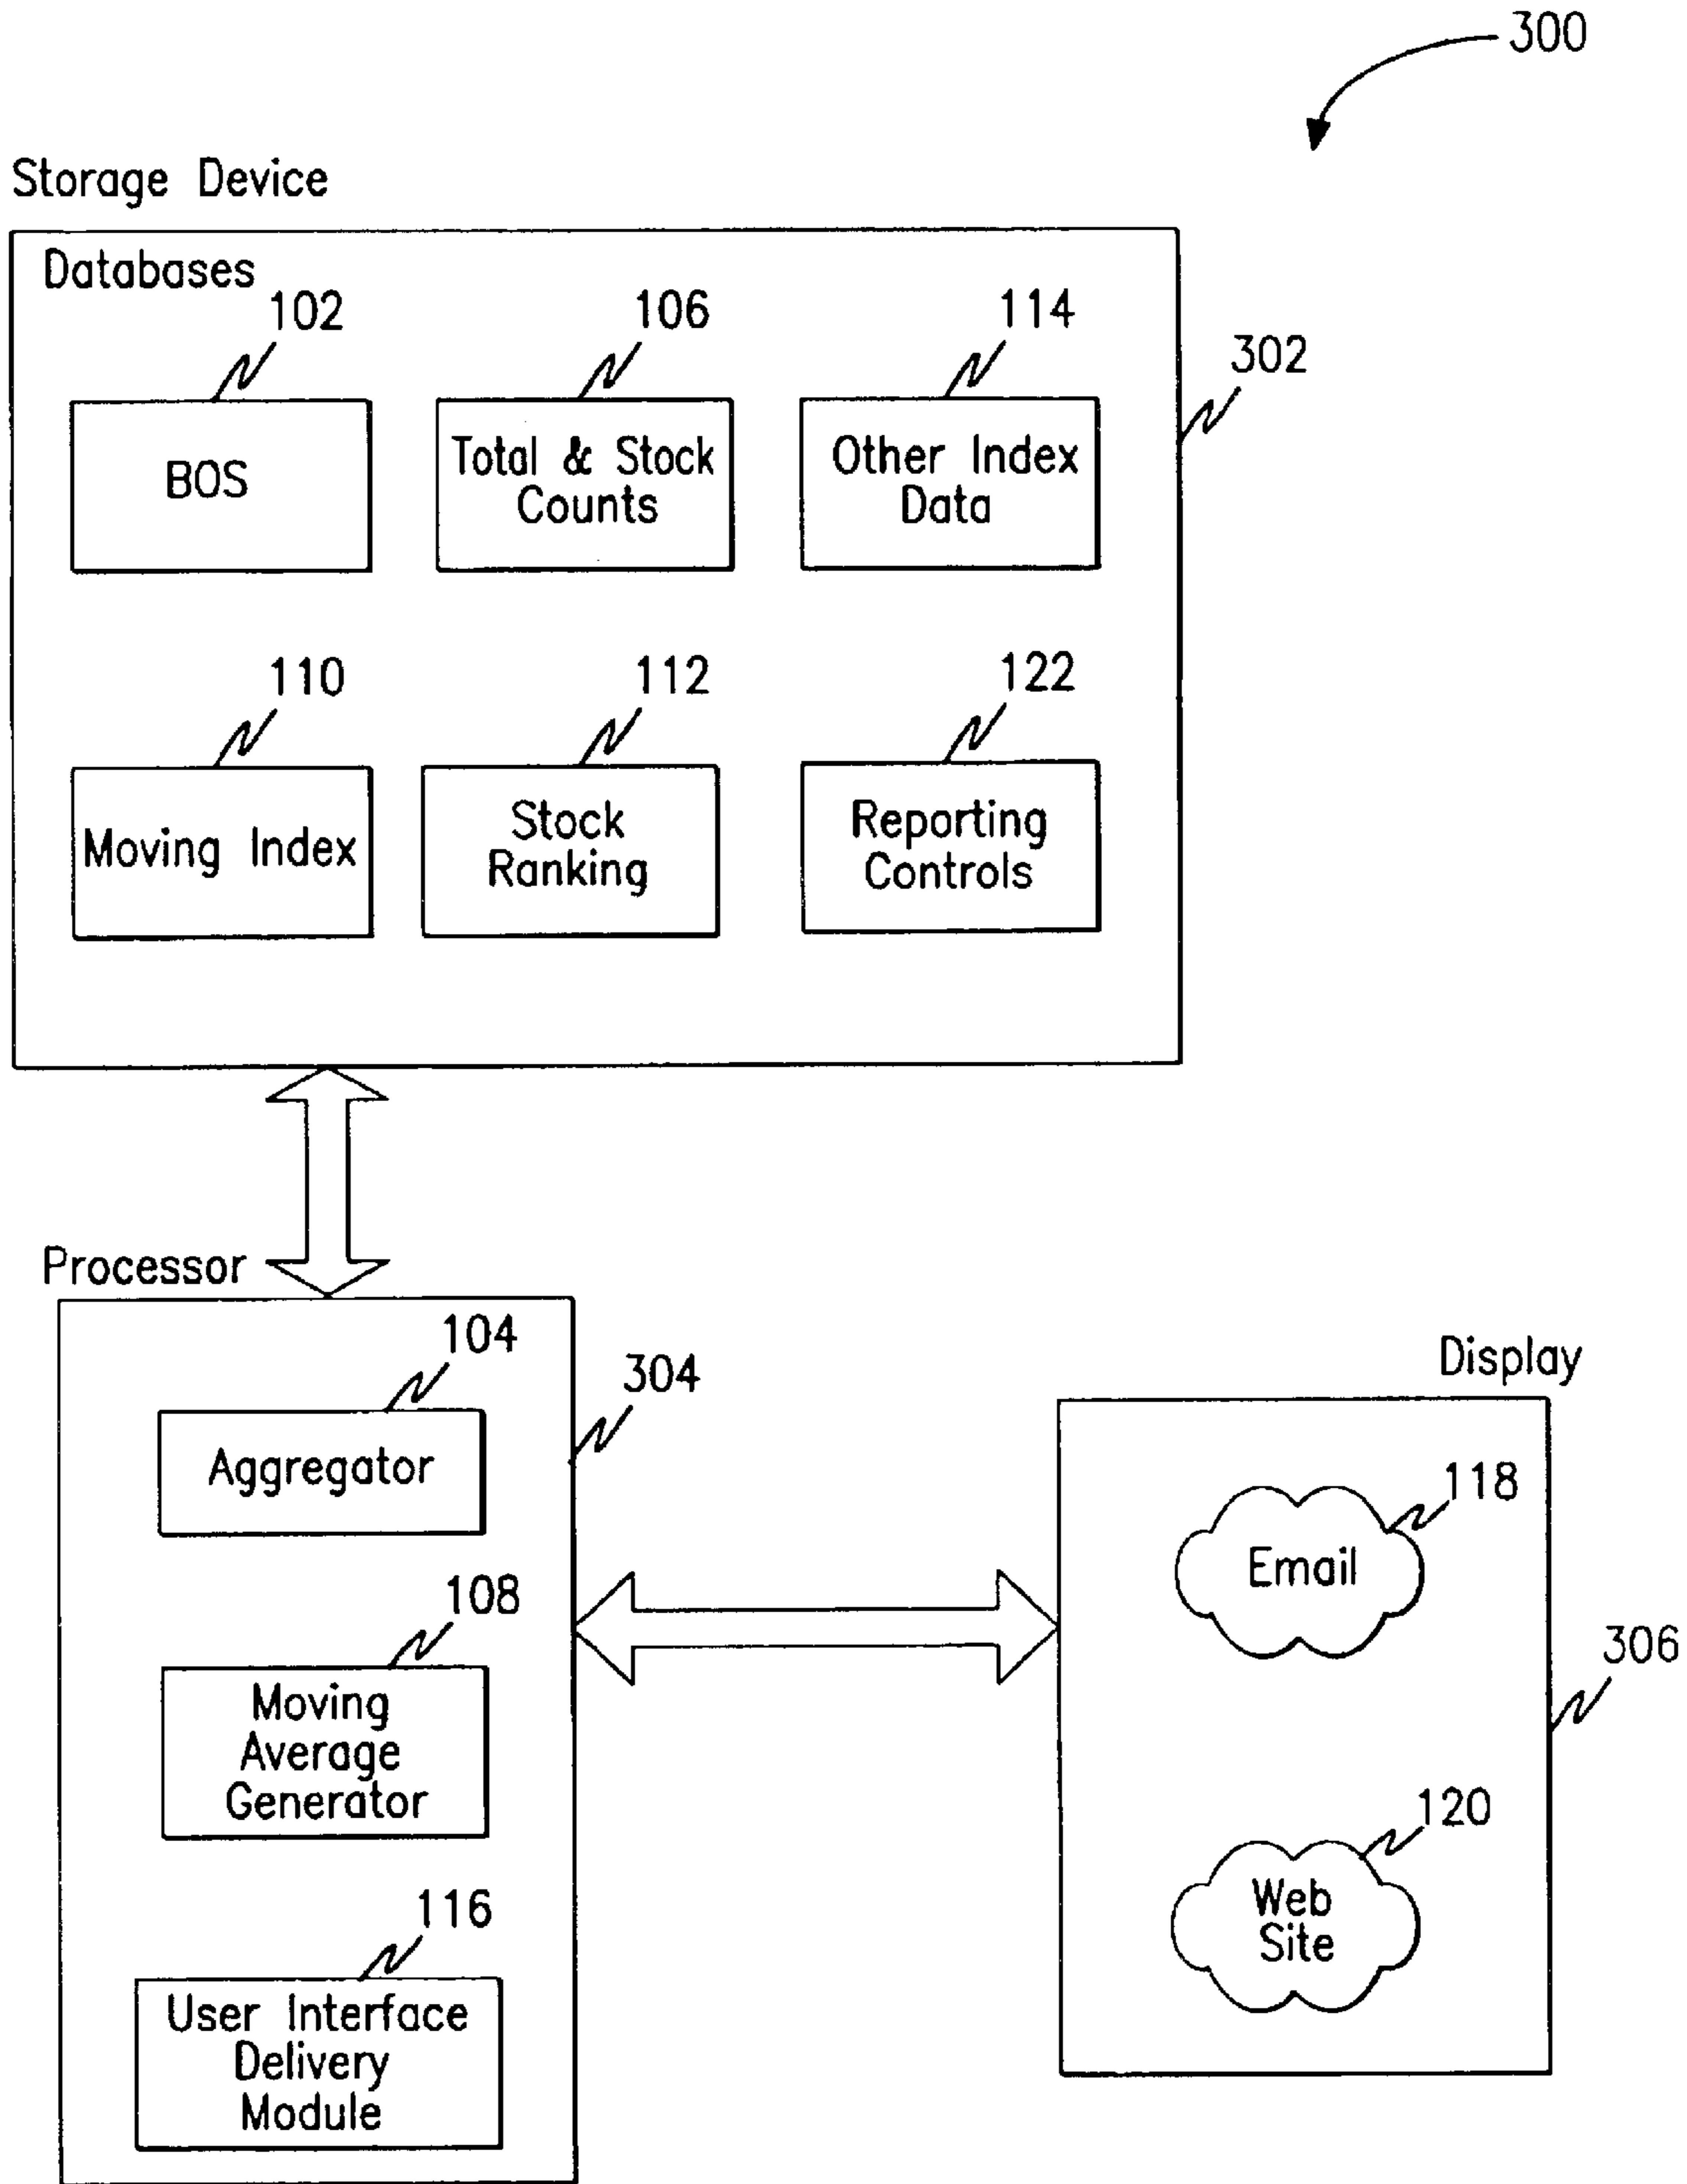 300
Storage Device
Databases
102
106
114
302
BOS
Total & Stock
Counts
Other Index
Data
110
112
122
Moving Index
Stock
Ranking
Reporting
Controls
Processor
104
304
Aggregator
108
Moving
Average
Generator
116
User Interface
Delivery
Module
Display
118
Email
306
120
Web
Site